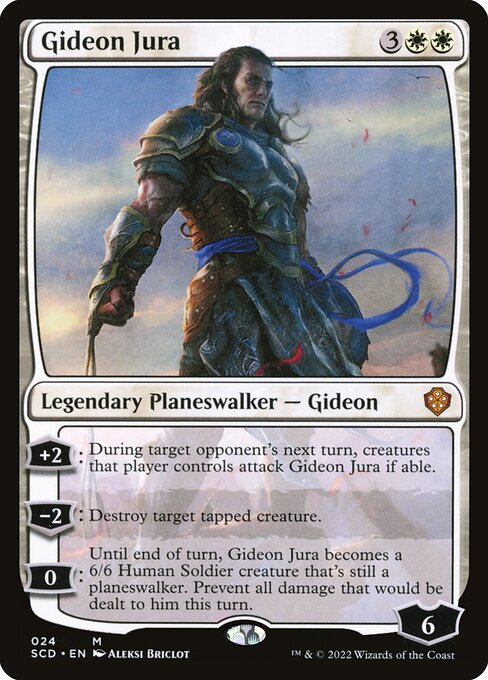 Gideon Jura 3
Legendary Planeswalker — Gideon
+2 : During target opponent's next turn, creatures
that player controls attack Gideon Jura if able.
−2 : Destroy target tapped creature.
Until end of turn, Gideon Jura becomes a
0 : 6/6 Human Soldier creature that's still a
planeswalker. Prevent all damage that would be
dealt to him this turn.
6
024 M
SCD • EN Aleksi Briclot
™ & © 2022 Wizards of the Coast